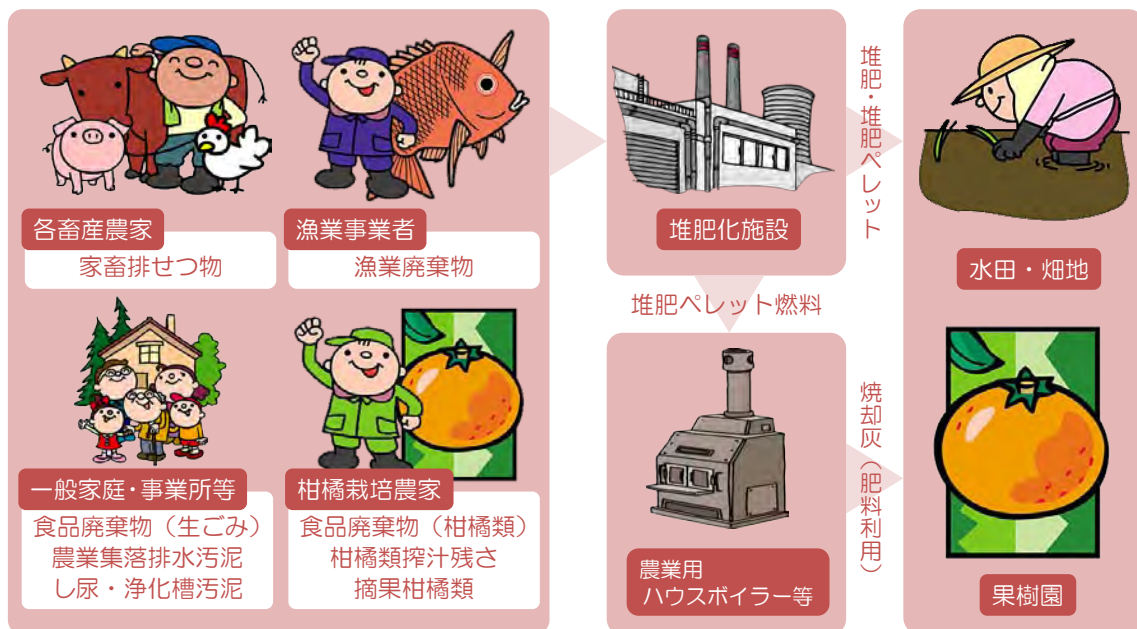 各畜産農家
家畜排せつ物
漁業事業者
漁業廃棄物
一般家庭・事業所等
食品廃棄物（生ごみ）
農業集落排水汚泥
し尿・浄化槽汚泥
柑橘栽培農家
食品廃棄物（柑橘類）
柑橘類搾汁残さ
摘果柑橘類
堆肥化施設
堆肥ペレット燃料
農業用
ハウスボイラー等
堆肥・堆肥ペレット
焼却灰（肥料利用）
水田・畑地
果樹園